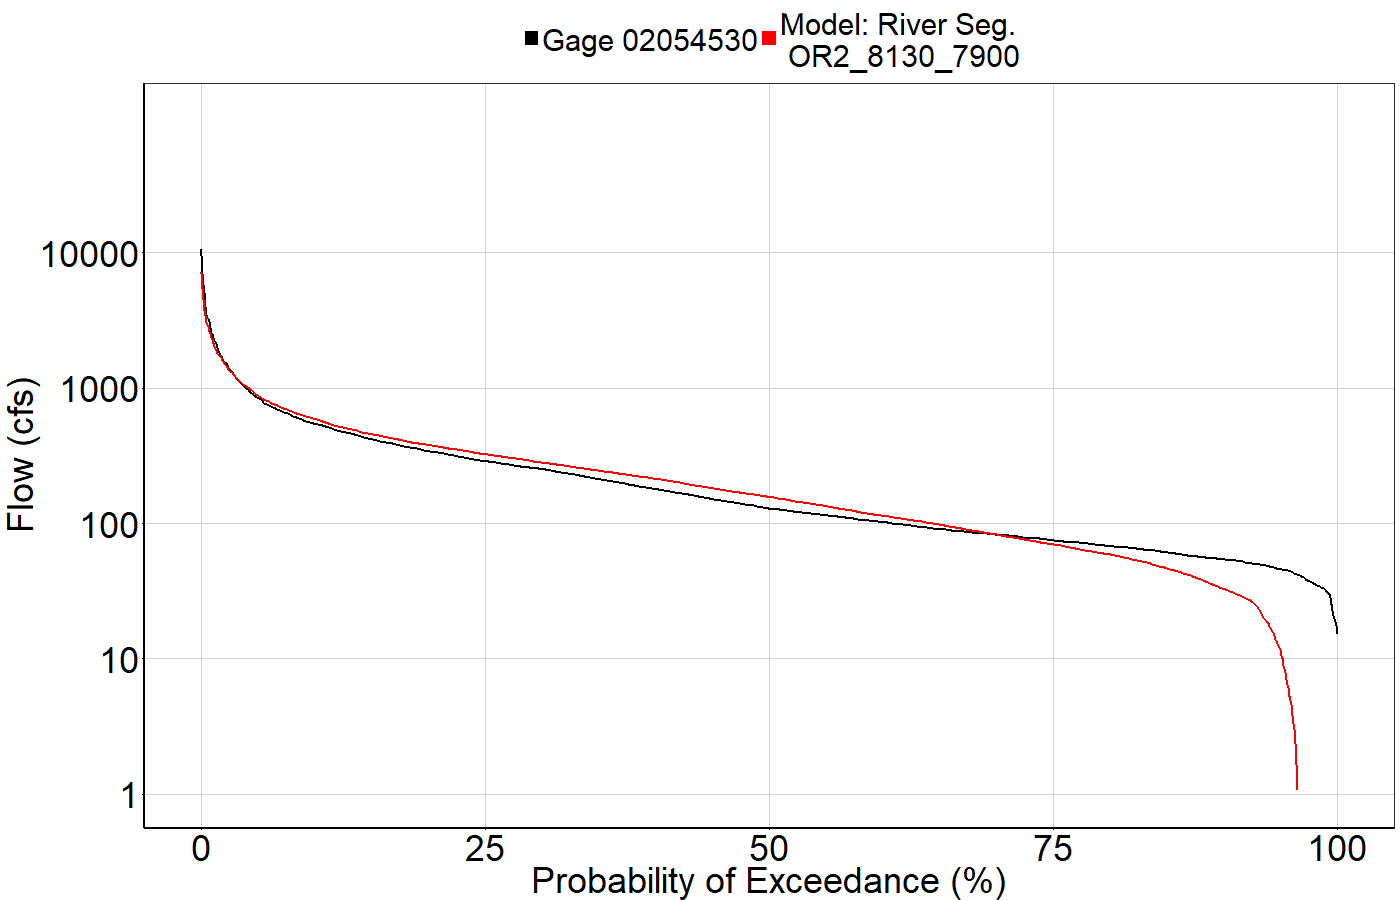 Gage 02054530
Model: River Seg.
OR2_8130_7900
Flow (cfs)
10000
1000
100
10
1
0 25 50 75 100
Probability of Exceedance (%)